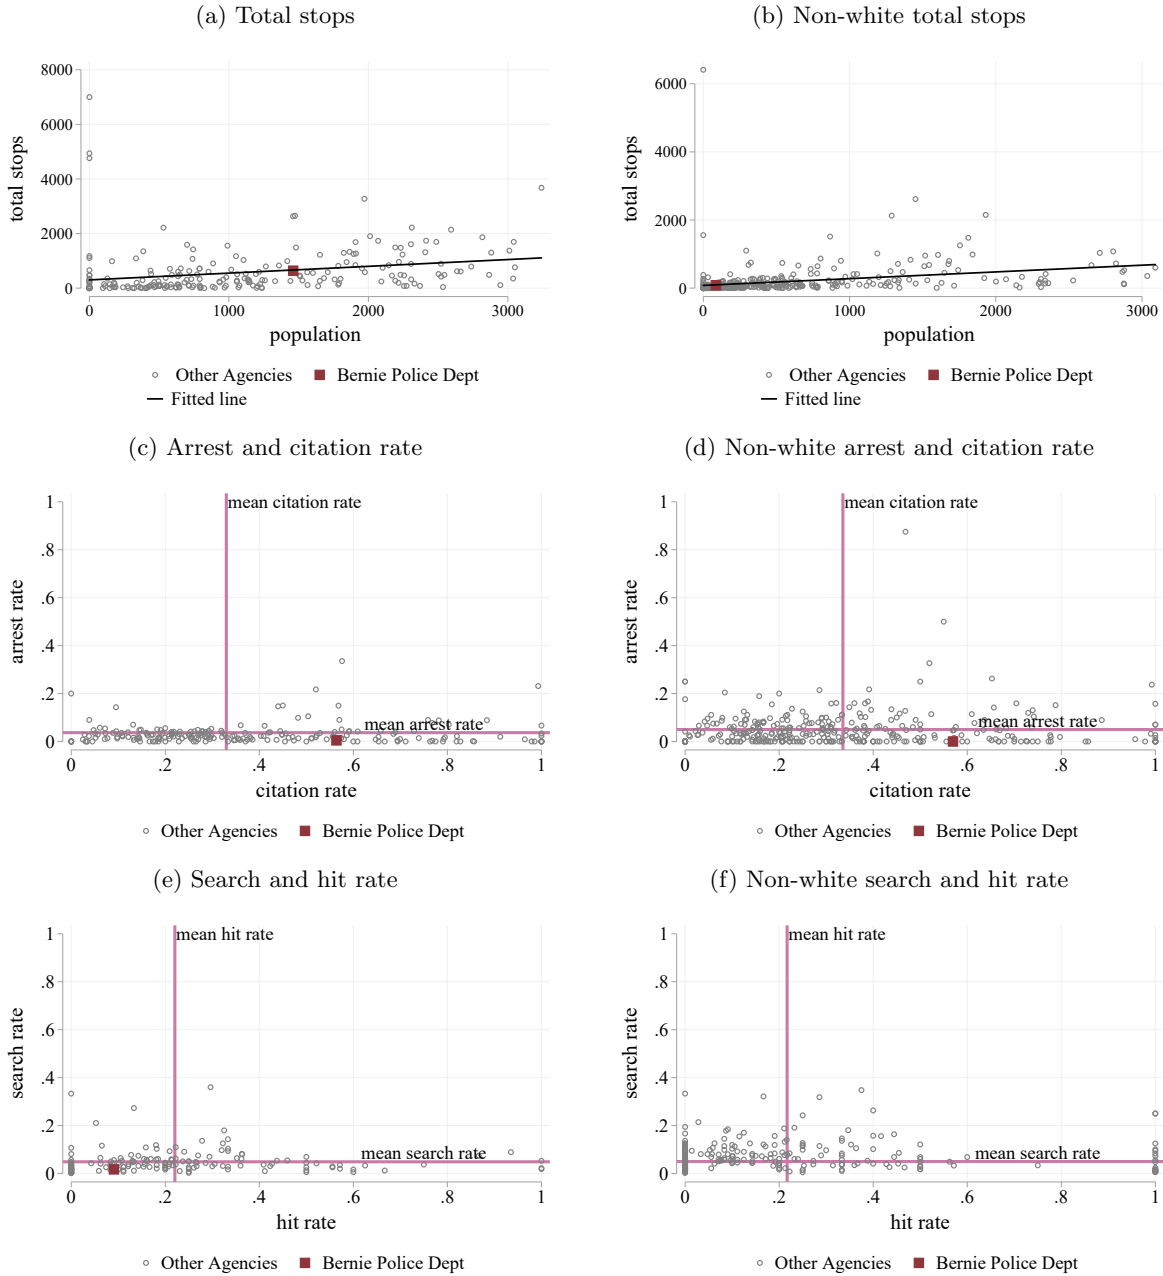 (a) Total stops
(b) Non-white total stops
total stops
8000
6000
4000
2000
0
0
1000
2000
3000
population
Other Agencies
Bernie Police Dept
Fitted line
total stops
6000
4000
2000
0
0
1000
2000
3000
population
Other Agencies
Bernie Police Dept
Fitted line
(c) Arrest and citation rate
(d) Non-white arrest and citation rate
arrest rate
1
.8
.6
.4
.2
0
mean citation rate
mean arrest rate
0
.2
.4
.6
.8
1
citation rate
Other Agencies
Bernie Police Dept
arrest rate
1
.8
.6
.4
.2
0
mean citation rate
mean arrest rate
0
.2
.4
.6
.8
1
citation rate
Other Agencies
Bernie Police Dept
(e) Search and hit rate
(f) Non-white search and hit rate
search rate
1
.8
.6
.4
.2
0
mean hit rate
mean search rate
0
.2
.4
.6
.8
1
hit rate
Other Agencies
Bernie Police Dept
search rate
1
.8
.6
.4
.2
0
mean hit rate
mean search rate
0
.2
.4
.6
.8
1
hit rate
Other Agencies
Bernie Police Dept